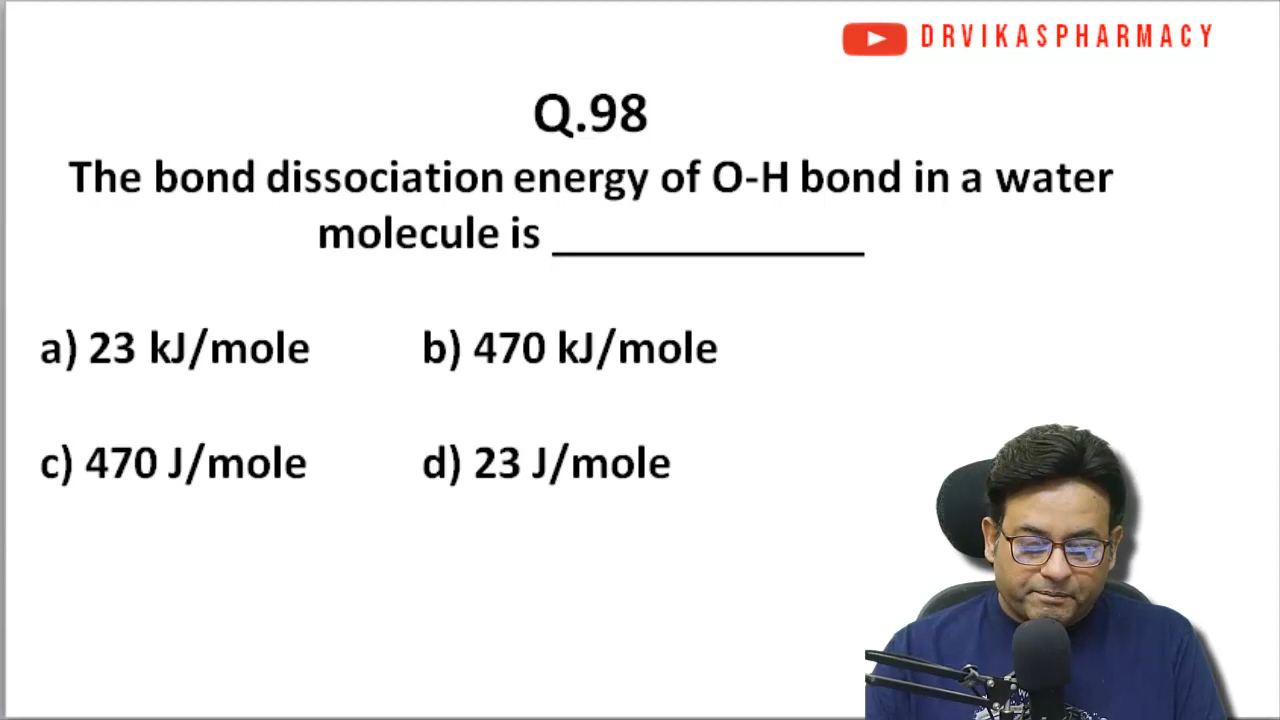 DRVIKASPHARMACY
Q.98
The bond dissociation energy of O-H bond in a water
molecule is _____________
a) 23 kJ/mole b) 470 kJ/mole
c) 470 J/mole d) 23 J/mole